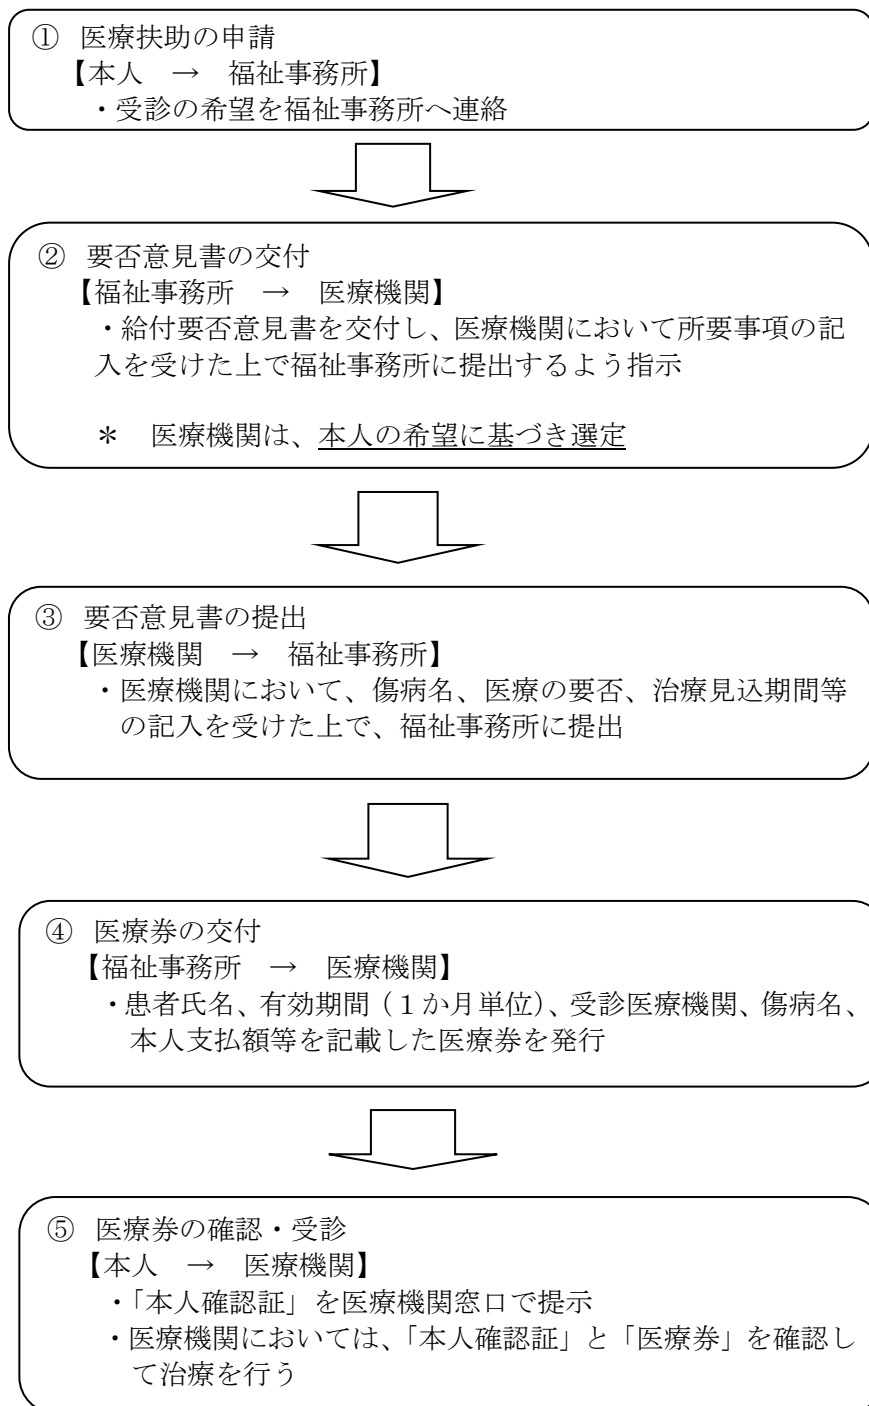 ① 医療扶助の申請
【本人　→　福祉事務所】
・受診の希望を福祉事務所へ連絡
② 要否意見書の交付
【福祉事務所　→　医療機関】
・給付要否意見書を交付し、医療機関において所要事項の記
入を受けた上で福祉事務所に提出するよう指示
＊　医療機関は、本人の希望に基づき選定
③ 要否意見書の提出
【医療機関　→　福祉事務所】
・医療機関において、傷病名、医療の要否、治療見込期間等
の記入を受けた上で、福祉事務所に提出
④ 医療券の交付
【福祉事務所　→　医療機関】
・患者氏名、有効期間（１か月単位）、受診医療機関、傷病名、
本人支払額等を記載した医療券を発行
⑤ 医療券の確認・受診
【本人　→　医療機関】
・「本人確認証」を医療機関窓口で提示
・医療機関においては、「本人確認証」と「医療券」を確認し
て治療を行う